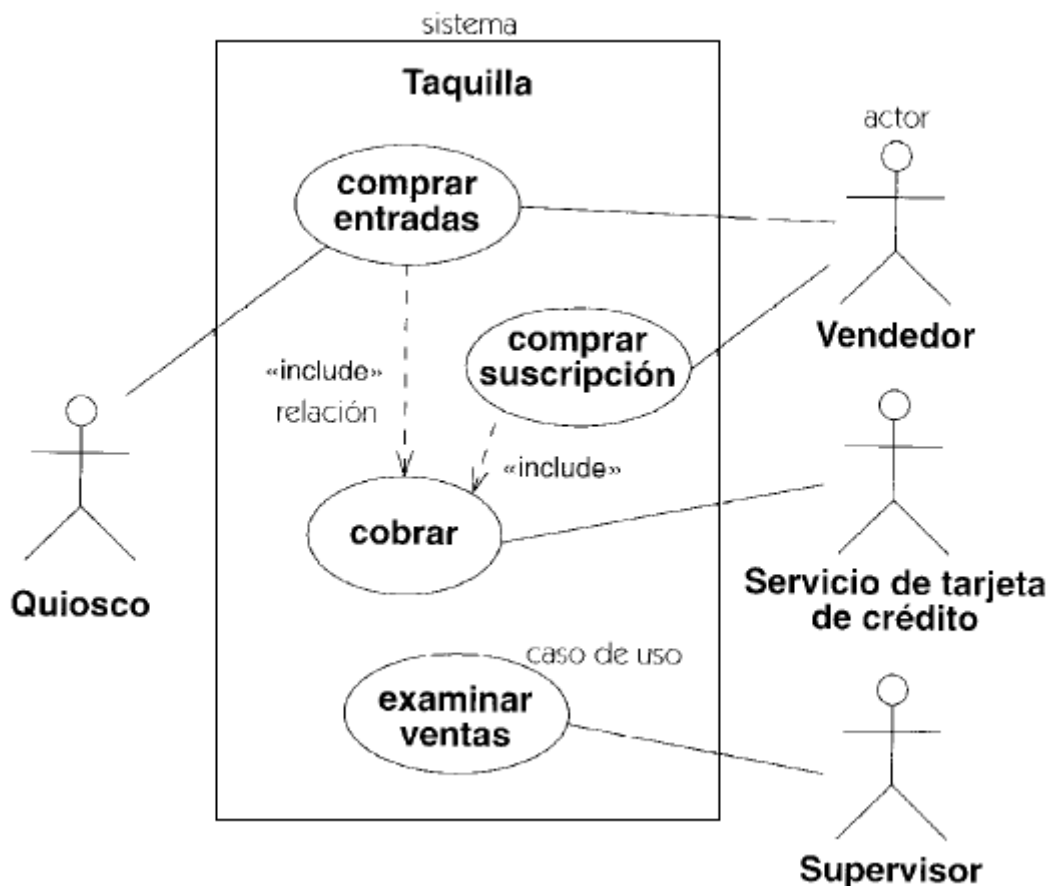 sistema
Taquilla
actor
comprar
entradas
Vendedor
comprar
suscripción
«include»
relación
«include»
cobrar
Quiosco
Servicio de tarjeta
de crédito
caso de uso
examinar
ventas
Supervisor